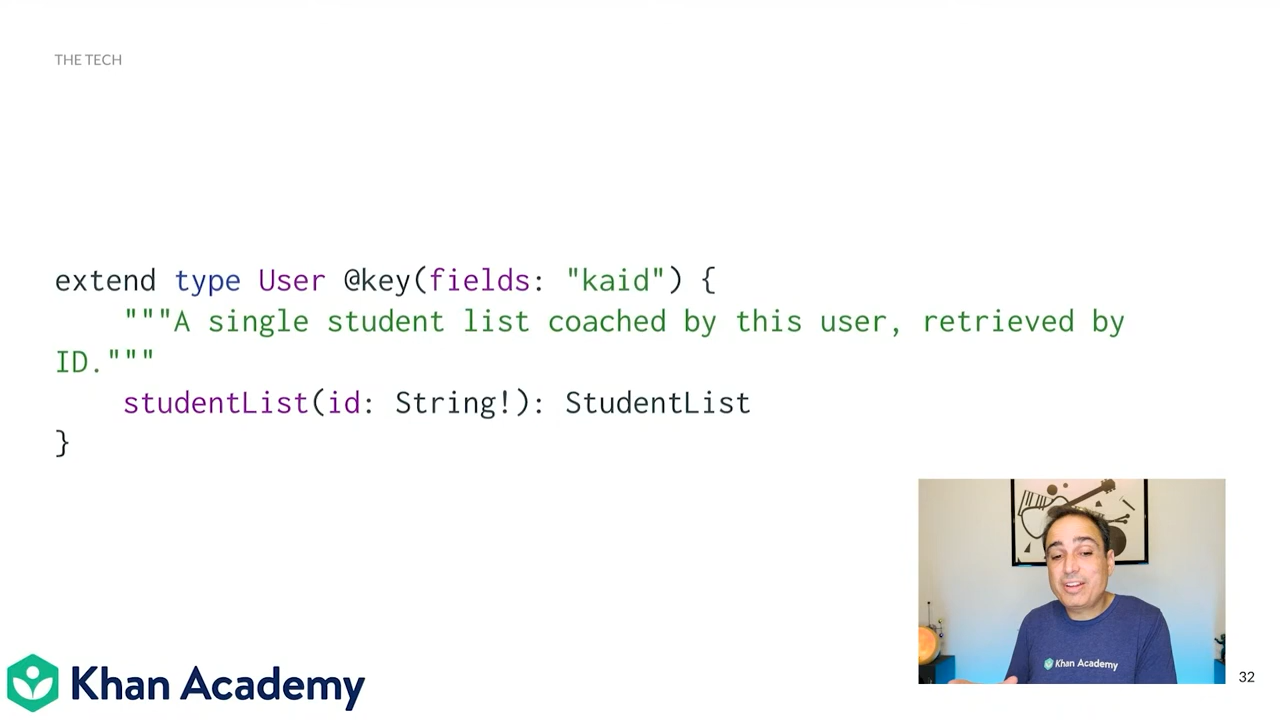 THE TECH
extend type User @key(fields: "kaid") {
"""A single student list coached by this user, retrieved by
ID."""
studentList(id: String!): StudentList
}
Khan Academy
32
Khan Academy